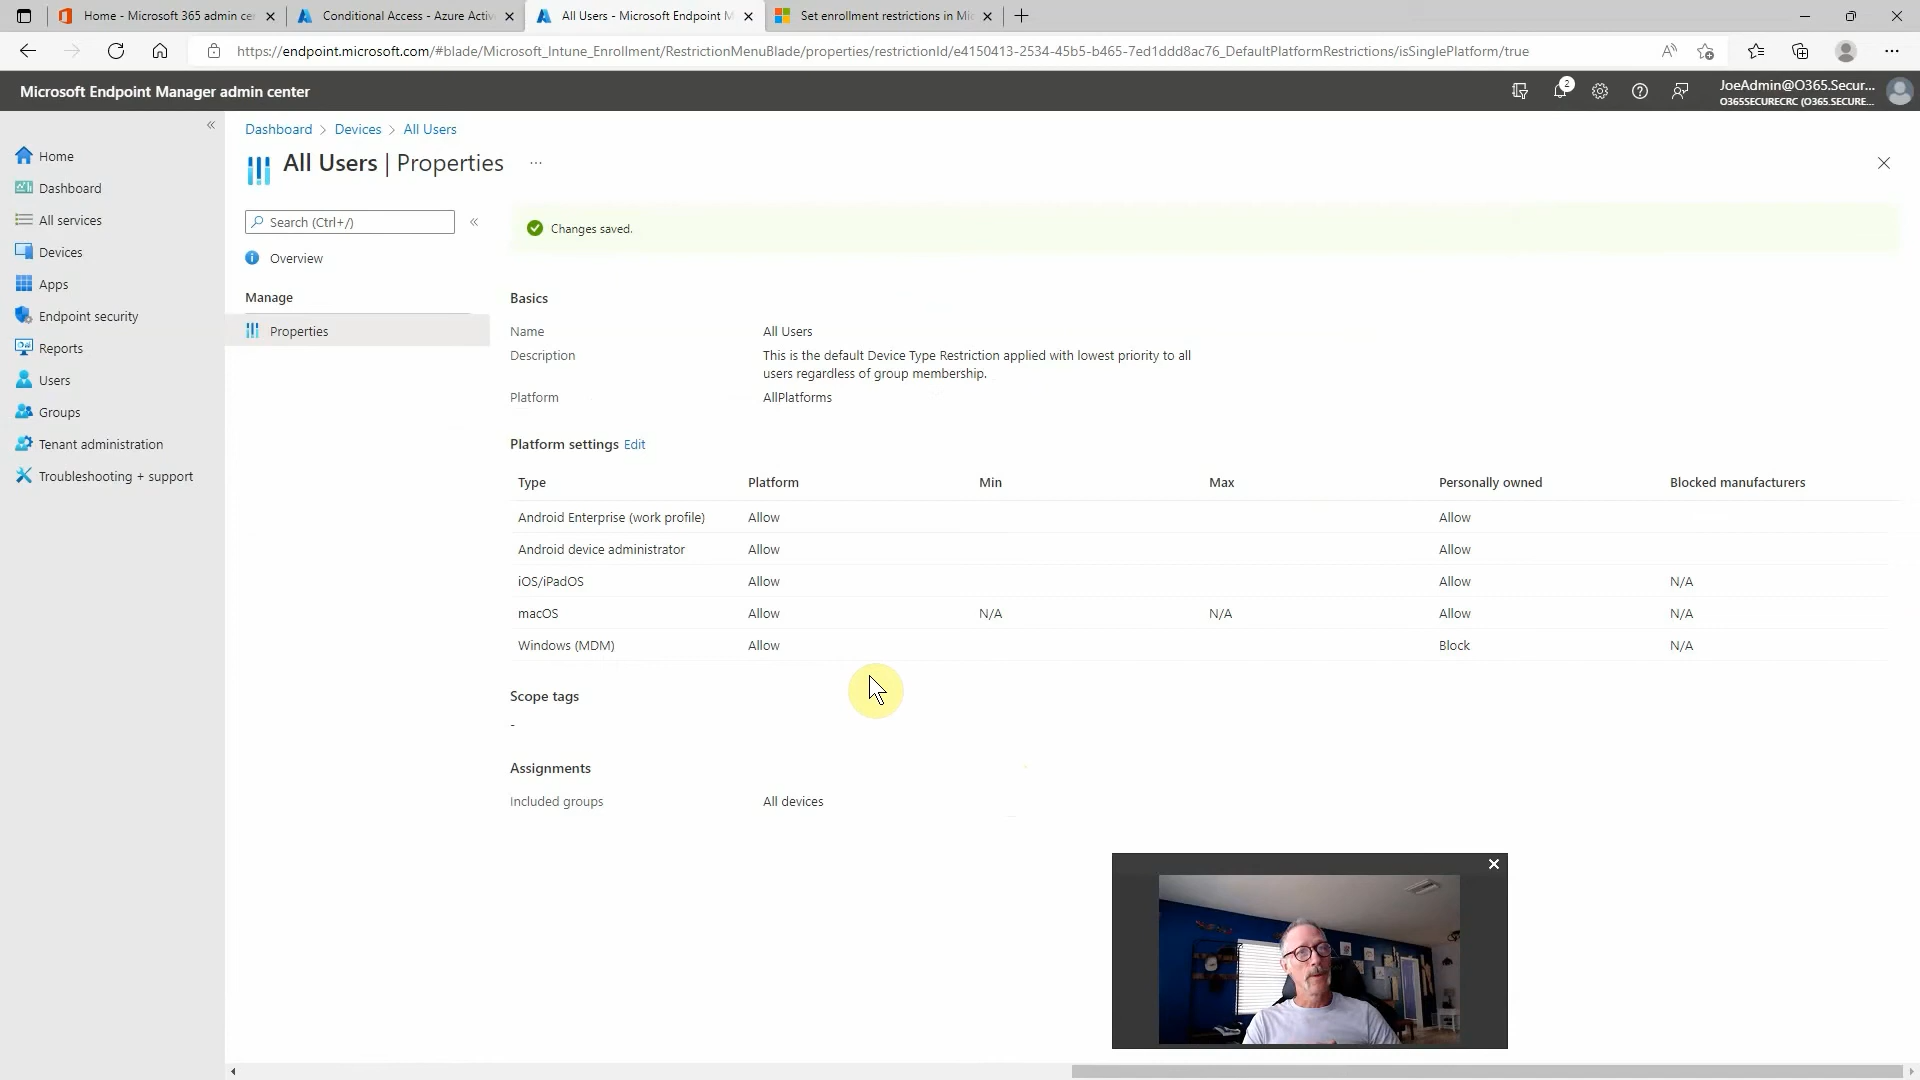 Home - Microsoft 365 admin ce
Conditional Access - Azure Activ
All Users - Microsoft Endpoint M
Set enrollment restrictions in Mi
https://endpoint.microsoft.com/#blade/Microsoft_Intune_Enrollment/RestrictionMenuBlade/properties/restrictionId/e4150413-2534-45b5-b465-7ed1ddd8ac76_DefaultPlatformRestrictions/isSinglePlatform/true
Microsoft Endpoint Manager admin center
2
JoeAdmin@O365.Secur...
O365SECURECRC (O365.SECURE...
Home
Dashboard
All services
Devices
Apps
Endpoint security
Reports
Users
Groups
Tenant administration
Troubleshooting + support
Dashboard > Devices > All Users
All Users | Properties ...
Search (Ctrl+/)
Overview
Manage
Properties
Changes saved.
Basics
Name All Users
Description This is the default Device Type Restriction applied with lowest priority to all
users regardless of group membership.
Platform AllPlatforms
Platform settings Edit
Type Platform Min Max Personally owned Blocked manufacturers
Android Enterprise (work profile) Allow Allow
Android device administrator Allow Allow
iOS/iPadOS Allow Allow N/A
macOS Allow N/A N/A Allow N/A
Windows (MDM) Allow Block N/A
Scope tags
-
Assignments
Included groups All devices